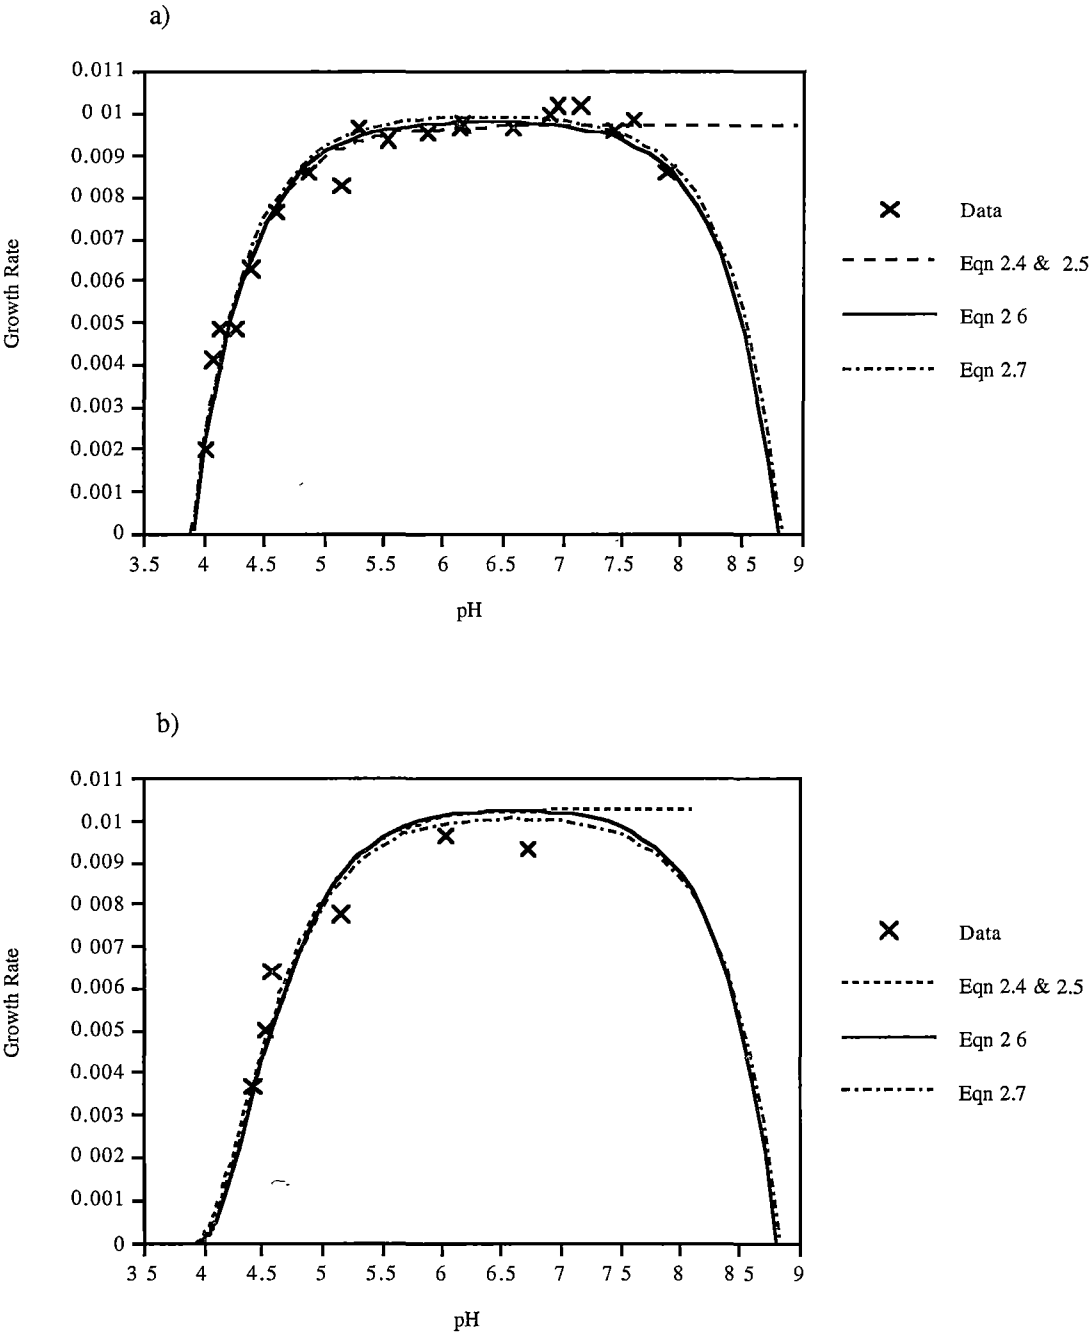 a)
0.011
0 01
0.009
0 008
0.007
0.006
0.005
0.004
0.003
0.002
0.001
0
3.5 4 4.5 5 5.5 6 6.5 7 7.5 8 8 5 9
Growth Rate
pH
Data
Eqn 2.4 & 2.5
Eqn 2 6
Eqn 2.7
b)
0.011
0.01
0.009
0 008
0 007
0.006
0.005
0.004
0.003
0 002
0.001
0
3 5 4 4.5 5 5.5 6 6.5 7 7.5 8 8 5 9
Growth Rate
pH
Data
Eqn 2.4 & 2.5
Eqn 2 6
Eqn 2.7